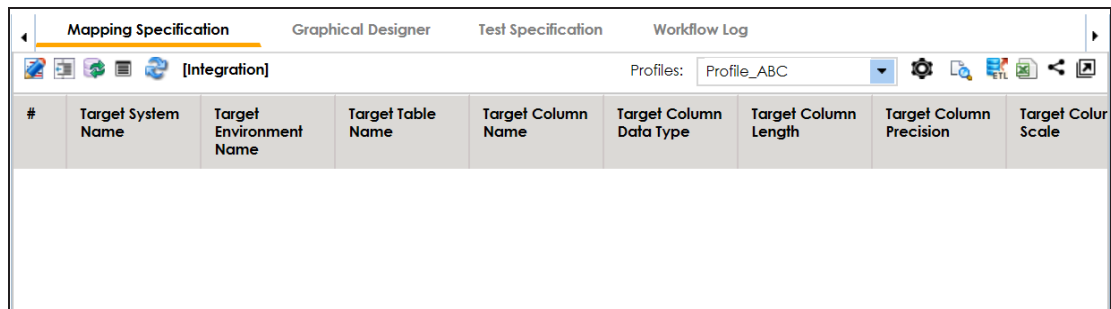 Mapping Specification Graphical Designer Test Specification Workflow Log
[Integration] Profiles: Profile_ABC ETL
# Target System Name Target Environment Name Target Table Name Target Column Name Target Column Data Type Target Column Length Target Column Precision Target Colur Scale